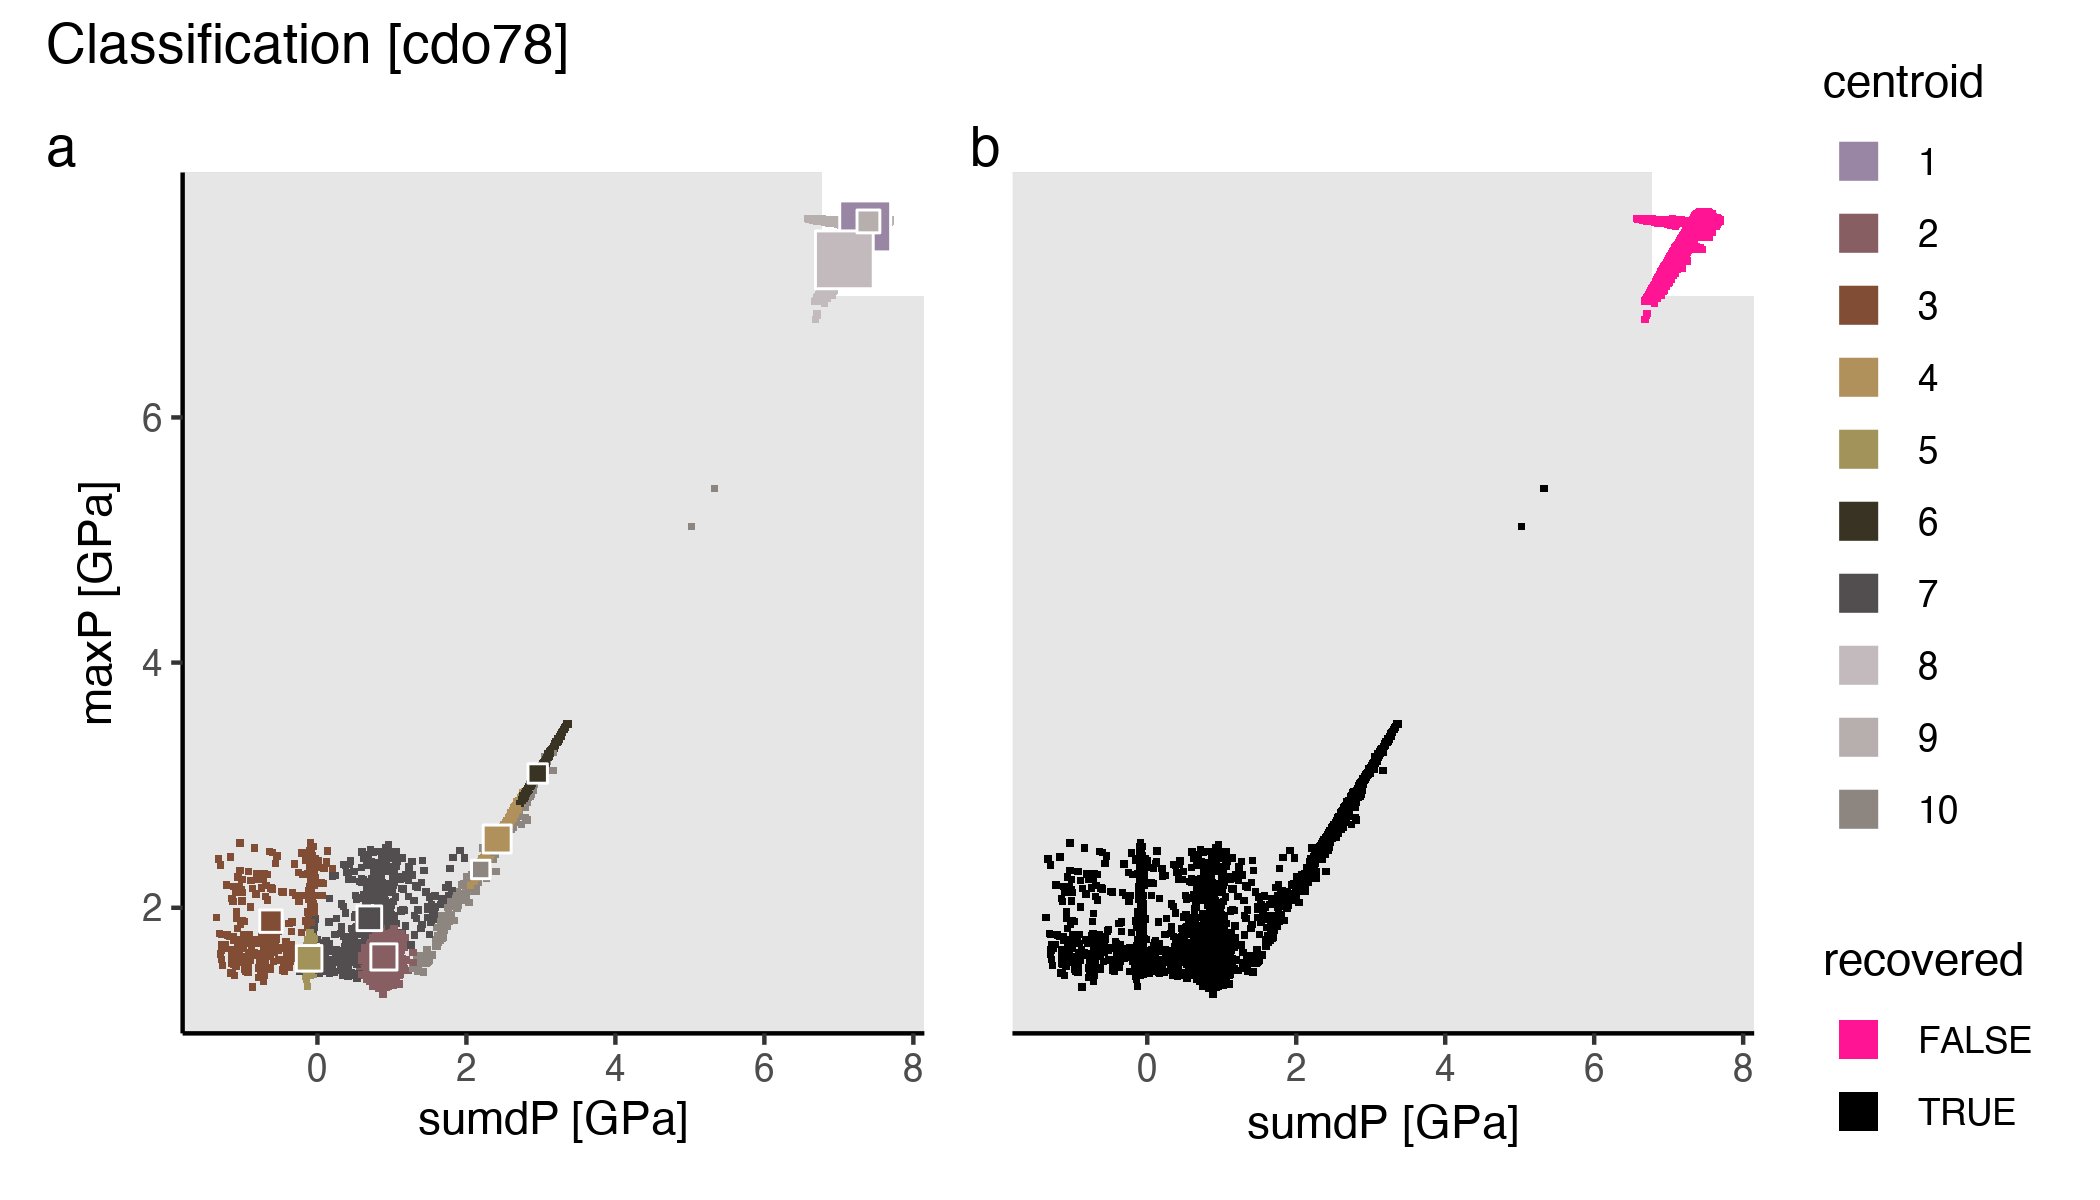 Classification [cdo78]
a
b
maxP [GPa]
6
4
2
0 2 4 6 8
sumdP [GPa]
0 2 4 6 8
sumdP [GPa]
centroid
1
2
3
4
5
6
7
8
9
10
recovered
FALSE
TRUE